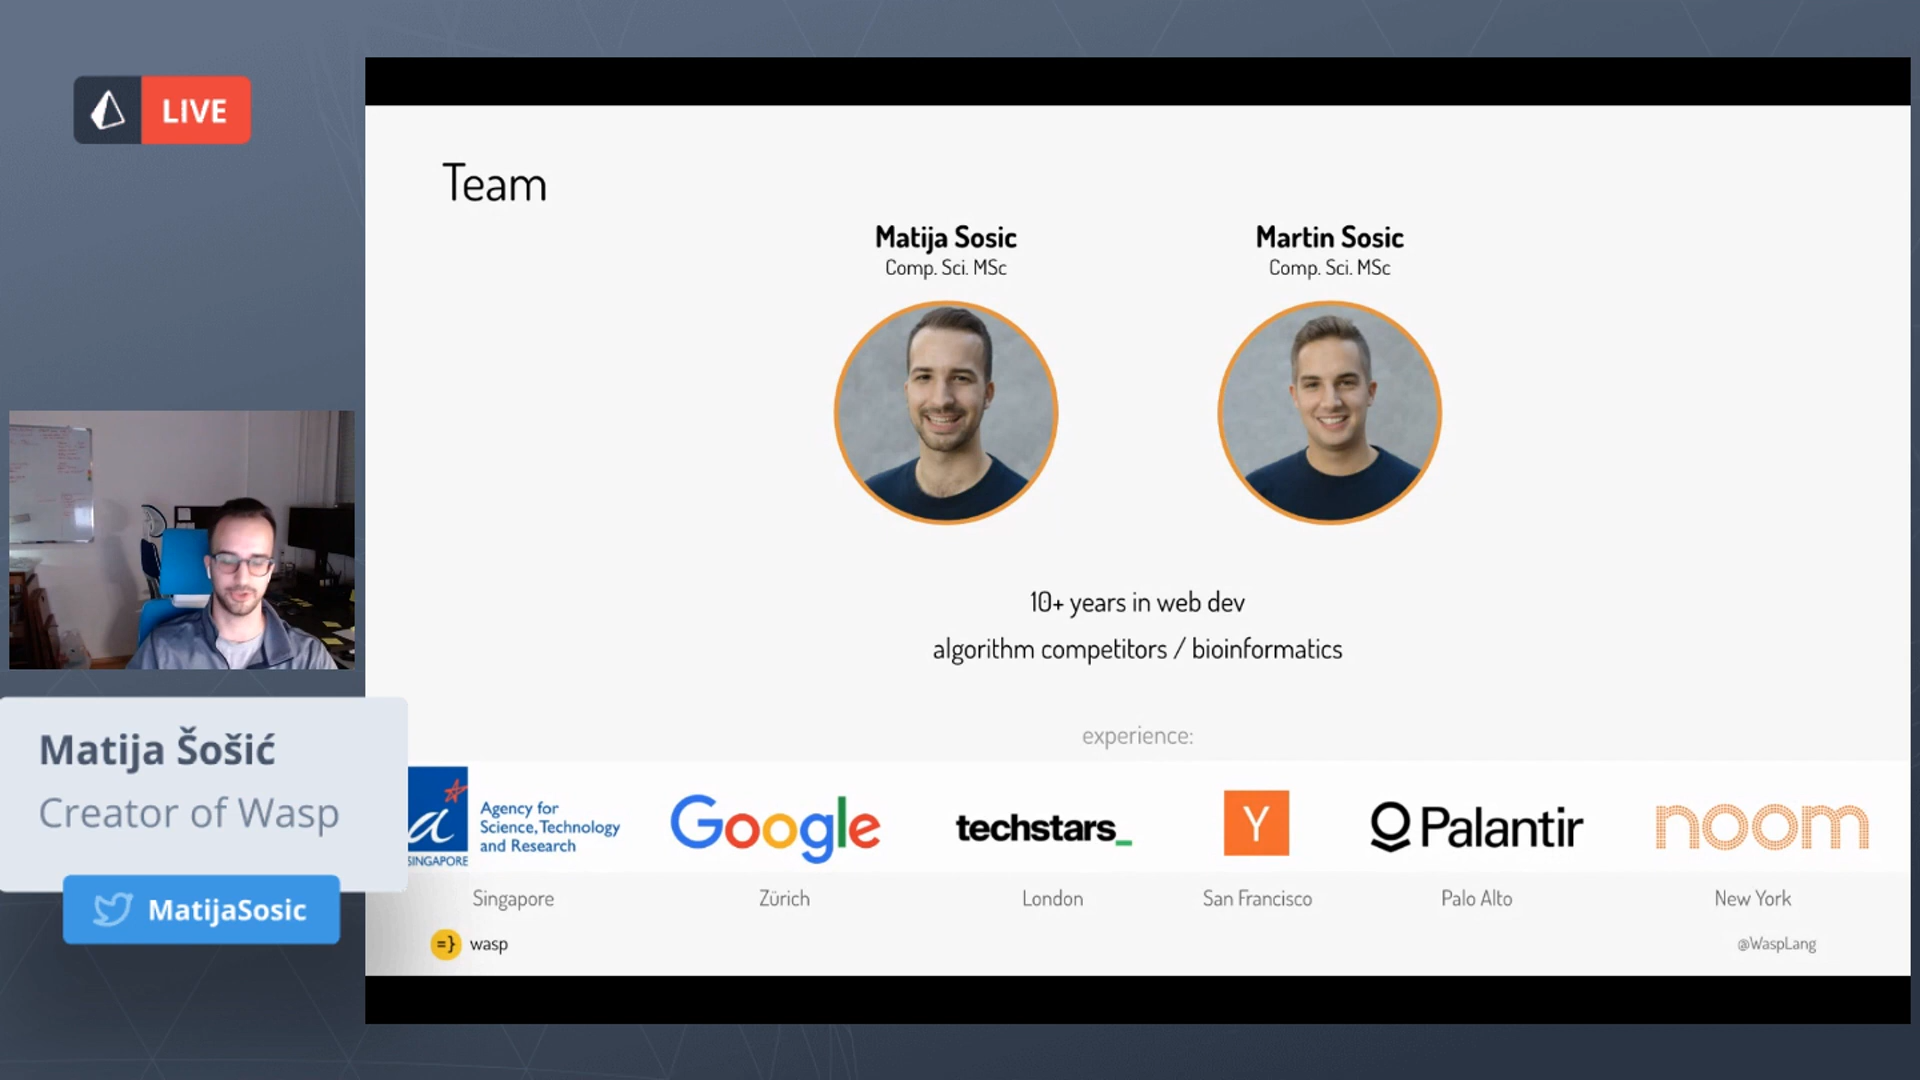 LIVE
Team
Matija Sosic
Comp. Sci. MSc
Martin Sosic
Comp. Sci. MSc
10+ years in web dev
algorithm competitors / bioinformatics
experience:
Matija Šošić
Creator of Wasp
MatijaSosic
a
SINGAPORE
Agency for
Science, Technology
and Research
Google
techstars_
Y
Palantir
noom
Singapore
Zürich
London
San Francisco
Palo Alto
New York
=} wasp
@WaspLang